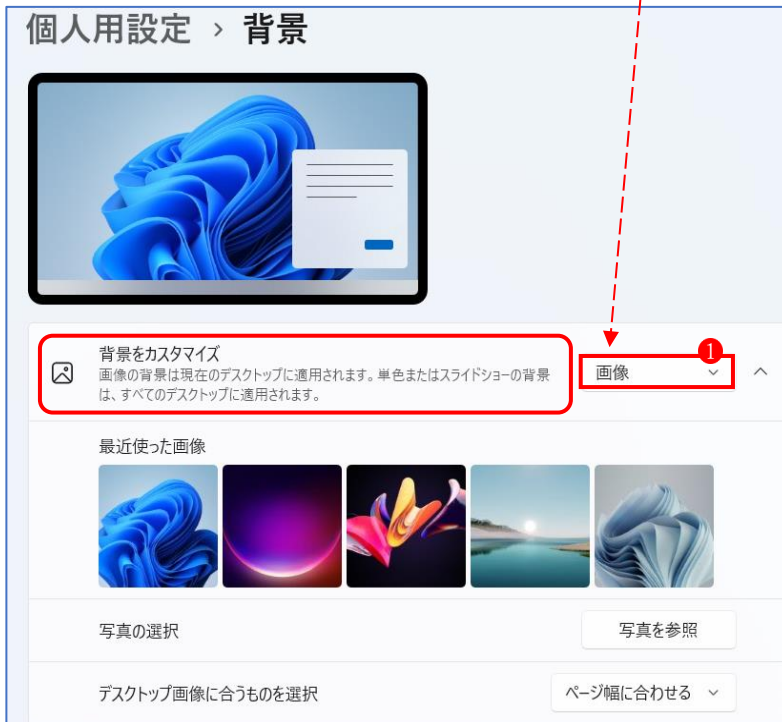 個人用設定 › 背景
背景をカスタマイズ
1
画像の背景は現在のデスクトップに適用されます。単色またはスライドショーの背景
は、すべてのデスクトップに適用されます。
画像
最近使った画像
写真の選択
写真を参照
デスクトップ画像に合うものを選択
ページ幅に合わせる